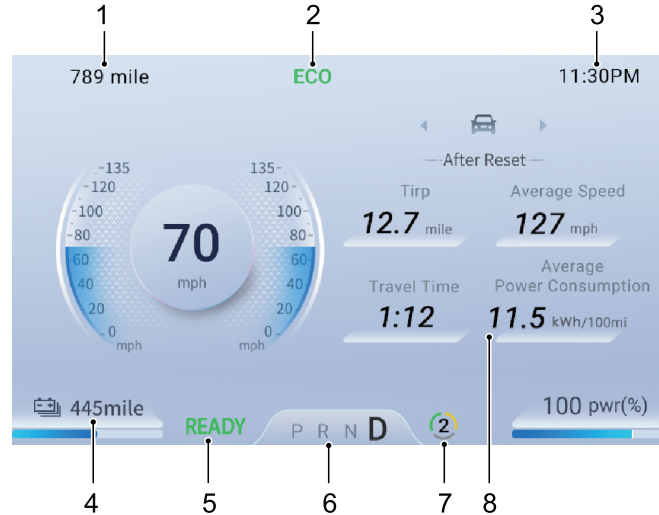 1 2 3
789 mile ECO 11:30PM
After Reset
135 135
120 120
100 100
80 80
60 60
40 40
20 20
0 0
mph mph
70
mph
Tirp Average Speed
12.7 mile 127 mph
Travel Time Average
Power Consumption
1:12 11.5 kWh/100mi
445mile READY P R N D 2 100 pwr(%)
4 5 6 7 8